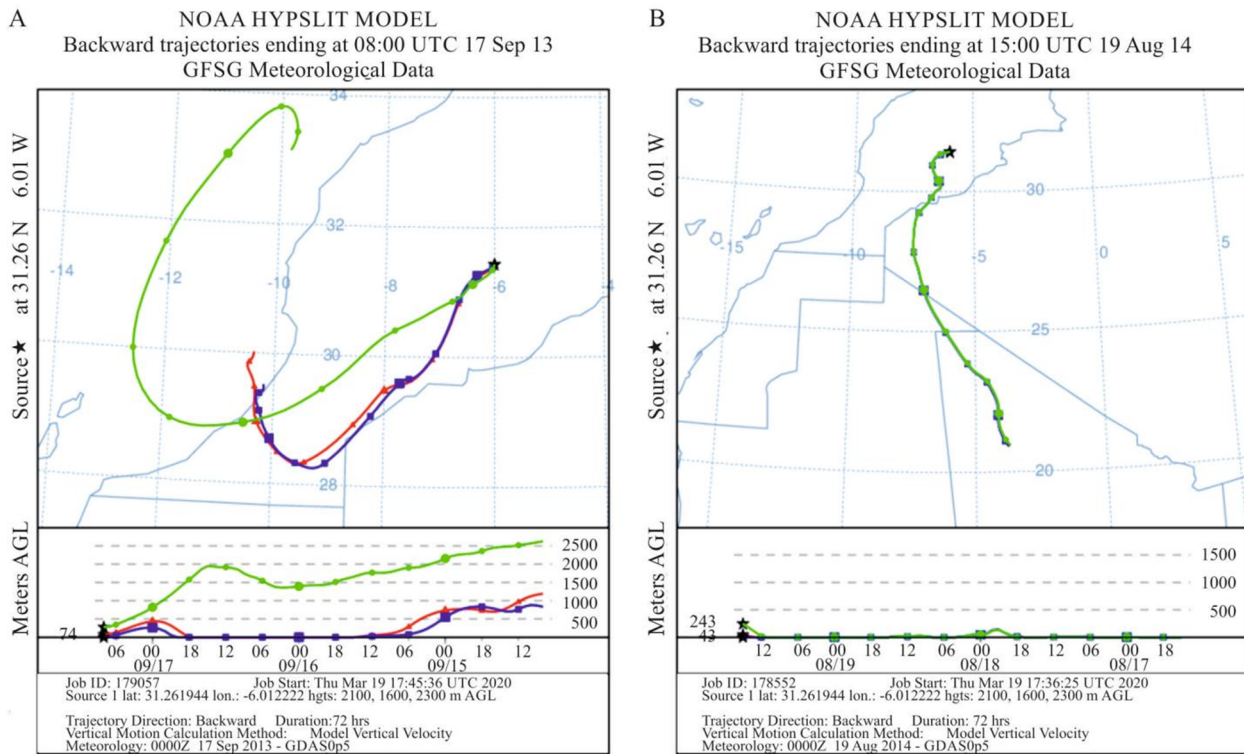 A
NOAA HYPSLIT MODEL
Backward trajectories ending at 08:00 UTC 17 Sep 13
GFSG Meteorological Data
Source ★ at 31.26 N 6.01 W
34
32
-14
-12
-10
-8
-6
-4
30
28
Meters AGL
2500
2000
1500
1000
500
74
06 00 18 12 06 00 18 12 06 00 18 12
09/17 09/16 09/15
Job ID: 179057 Job Start: Thu Mar 19 17:45:36 UTC 2020
Source 1 lat: 31.261944 lon.: -6.012222 hgts: 2100, 1600, 2300 m AGL
Trajectory Direction: Backward Duration:72 hrs
Vertical Motion Calculation Method: Model Vertical Velocity
Meteorology: 0000Z 17 Sep 2013 - GDAS0p5
B
NOAA HYPSLIT MODEL
Backward trajectories ending at 15:00 UTC 19 Aug 14
GFSG Meteorological Data
Source ★ at 31.26 N 6.01 W
30
-15
-10
-5
0
5
25
20
Meters AGL
1500
1000
500
243
43
12 06 00 18 12 06 00 18 12 06 00 18
08/19 08/18 08/17
Job ID: 178552 Job Start: Thu Mar 19 17:36:25 UTC 2020
Source 1 lat: 31.261944 lon.: -6.012222 hgts: 2100, 1600, 2300 m AGL
Trajectory Direction: Backward Duration: 72 hrs
Vertical Motion Calculation Method: Model Vertical Velocity
Meteorology: 0000Z 19 Aug 2014 - GDAS0p5